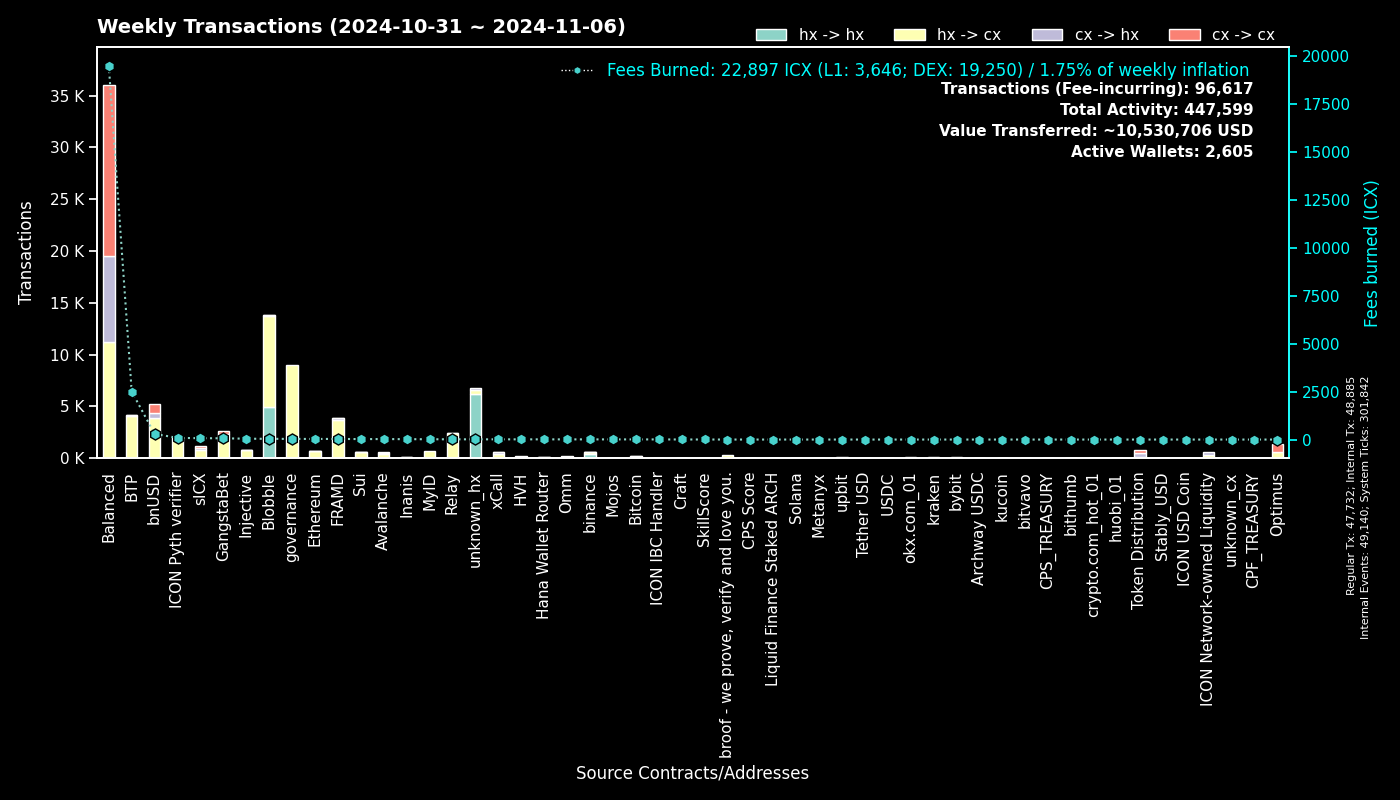 Weekly Transactions (2024-10-31 ~ 2024-11-06)
hx -> hx
hx -> cx
cx -> hx
cx -> cx
Fees Burned: 22,897 ICX (L1: 3,646; DEX: 19,250) / 1.75% of weekly inflation
Transactions (Fee-incurring): 96,617
Total Activity: 447,599
Value Transferred: ~10,530,706 USD
Active Wallets: 2,605
Transactions
35 K
30 K
25 K
20 K
15 K
10 K
5 K
0 K
20000
17500
15000
12500
10000
7500
5000
2500
0
Fees burned (ICX)
Regular Tx: 47,732; Internal Tx: 48,885
Internal Events: 49,140; System Ticks: 301,842
Balanced
BTP
bnUSD
ICON Pyth verifier
sICX
GangstaBet
Injective
Blobble
governance
Ethereum
FRAMD
Sui
Avalanche
Inanis
MyID
Relay
unknown_hx
xCall
HVH
Hana Wallet Router
Omm
binance
Mojos
Bitcoin
ICON IBC Handler
Craft
SkillScore
broof - we prove, verify and love you.
CPS Score
Liquid Finance Staked ARCH
Solana
Metanyx
upbit
Tether USD
USDC
okx.com_01
kraken
bybit
Archway USDC
kucoin
bitvavo
CPS_TREASURY
bithumb
crypto.com_hot_01
huobi_01
Token Distribution
Stably_USD
ICON USD Coin
ICON Network-owned Liquidity
unknown_cx
CPF_TREASURY
Optimus
Source Contracts/Addresses